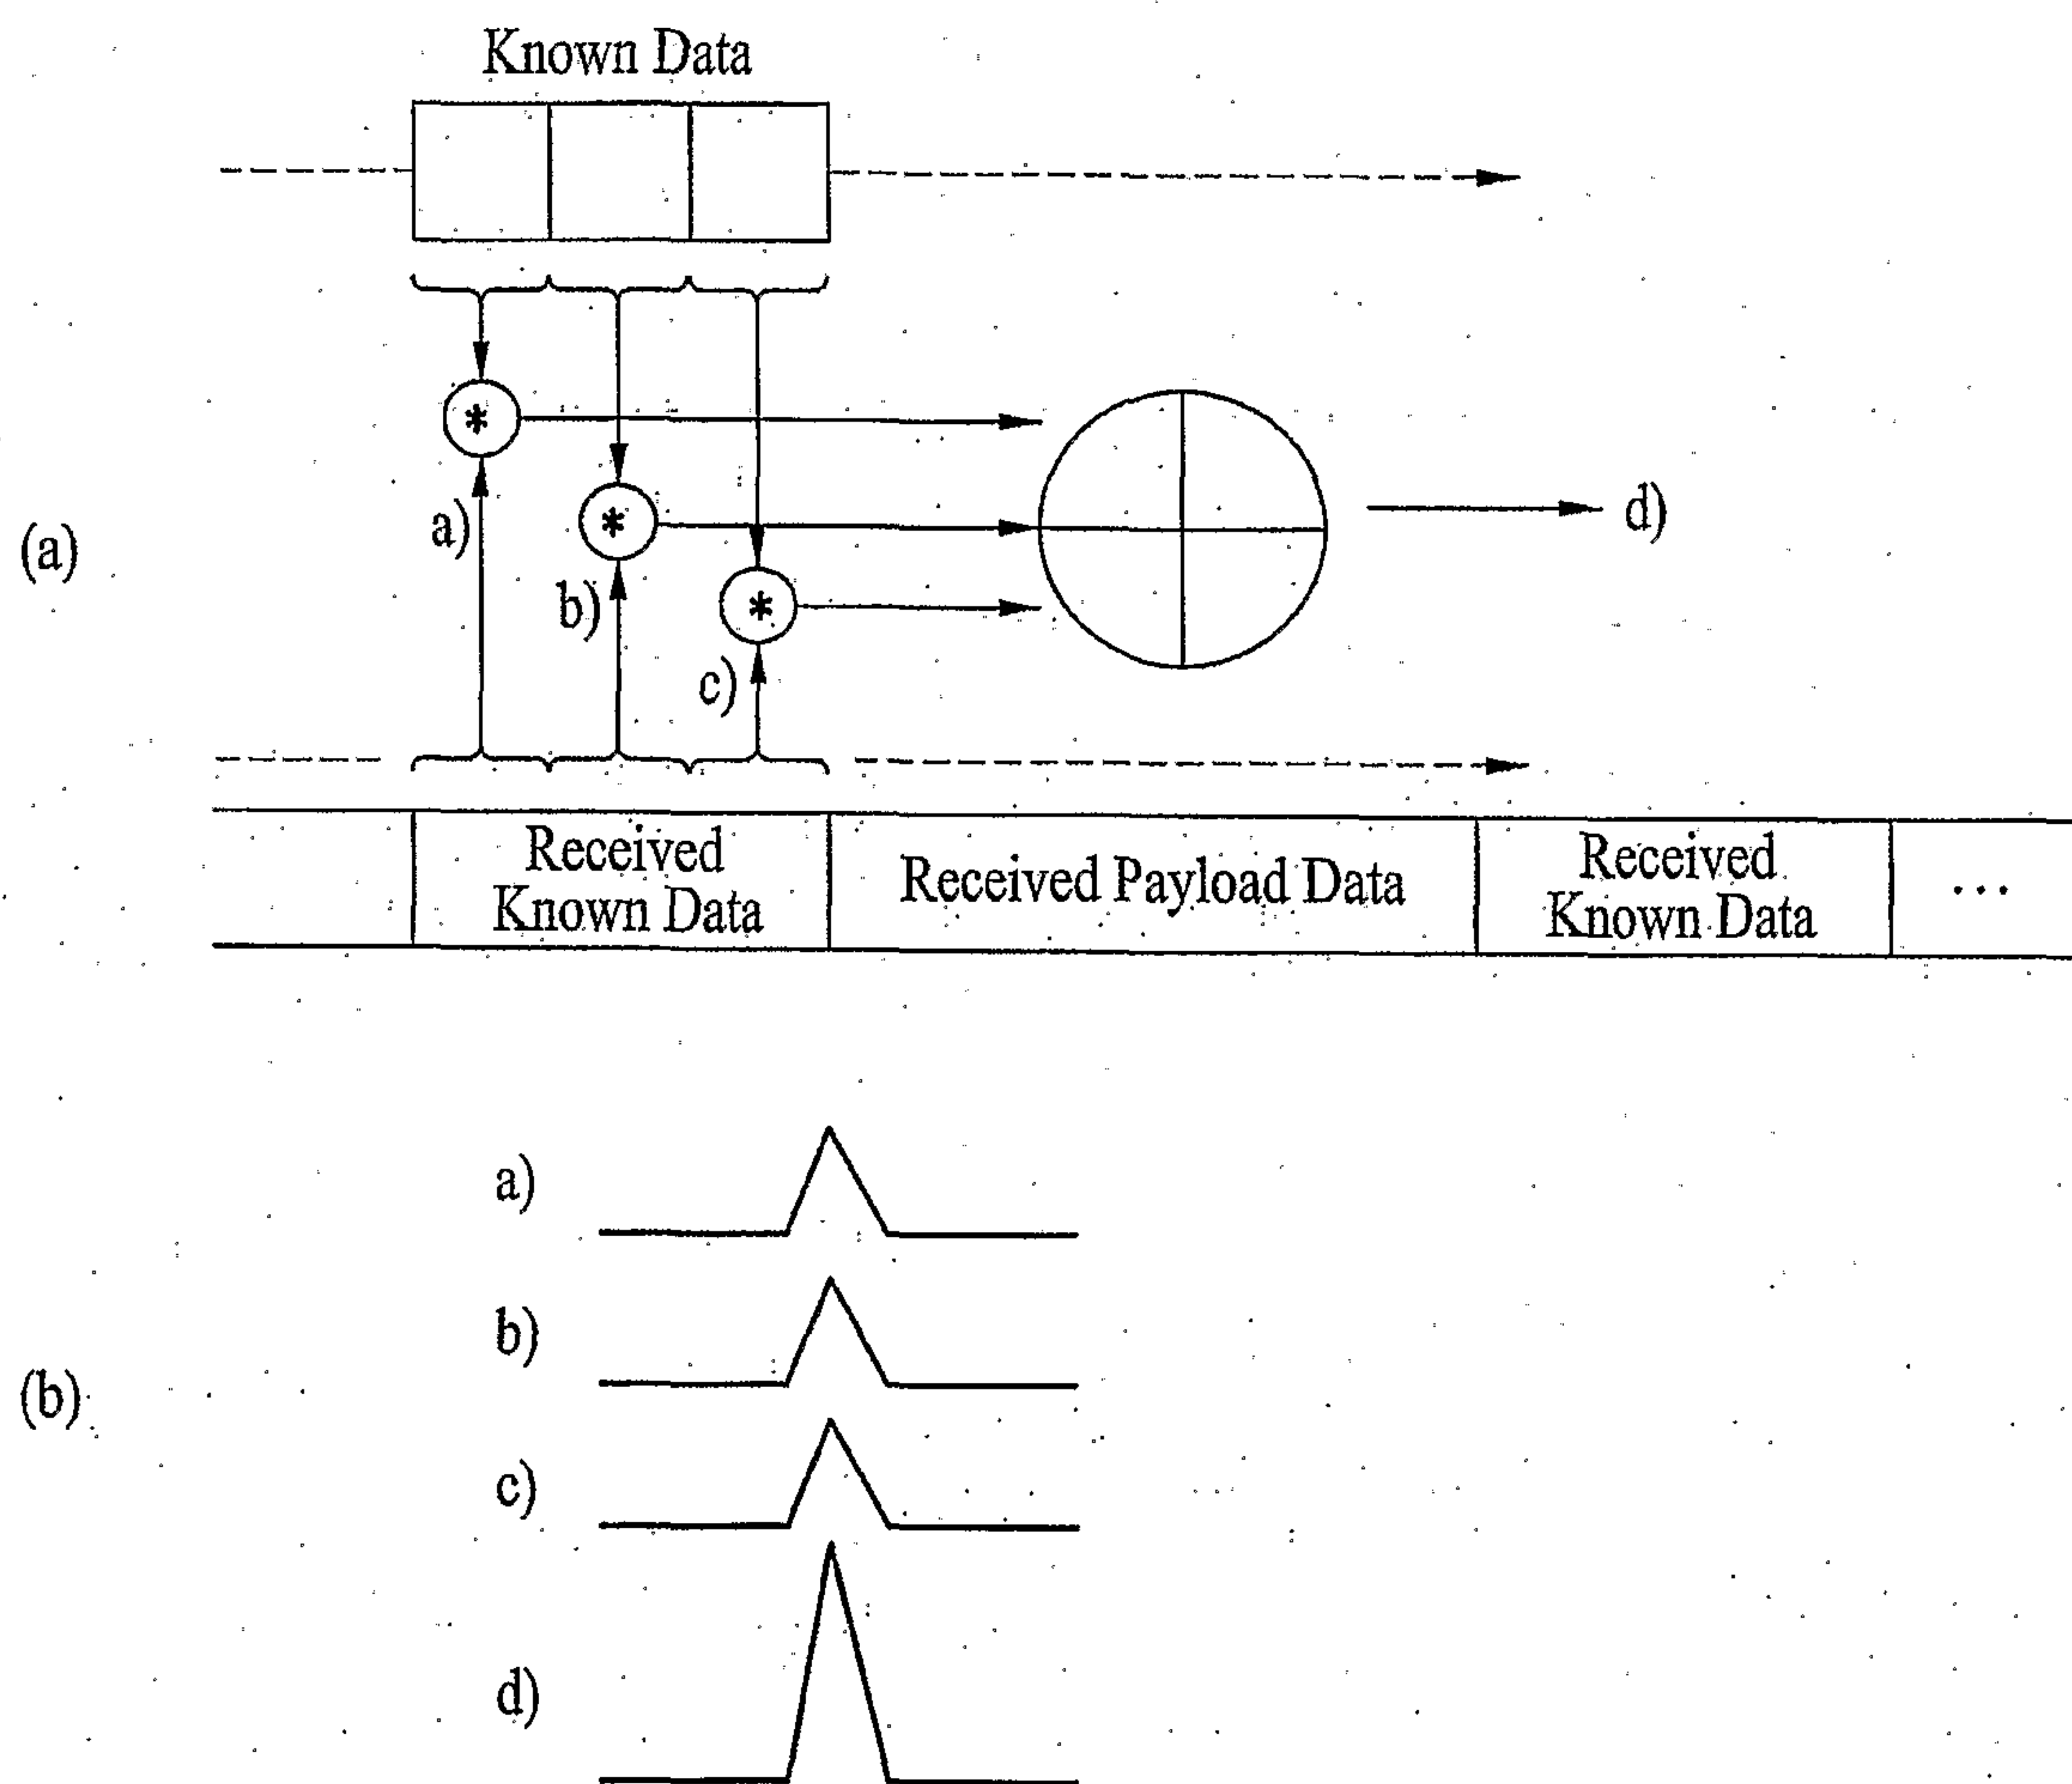 Known Data
*
a)
*
b)
*
c)
d)
(a)
Received
Known Data
Received Payload Data
Received
Known Data
...
(b)
a)
b)
c)
d)